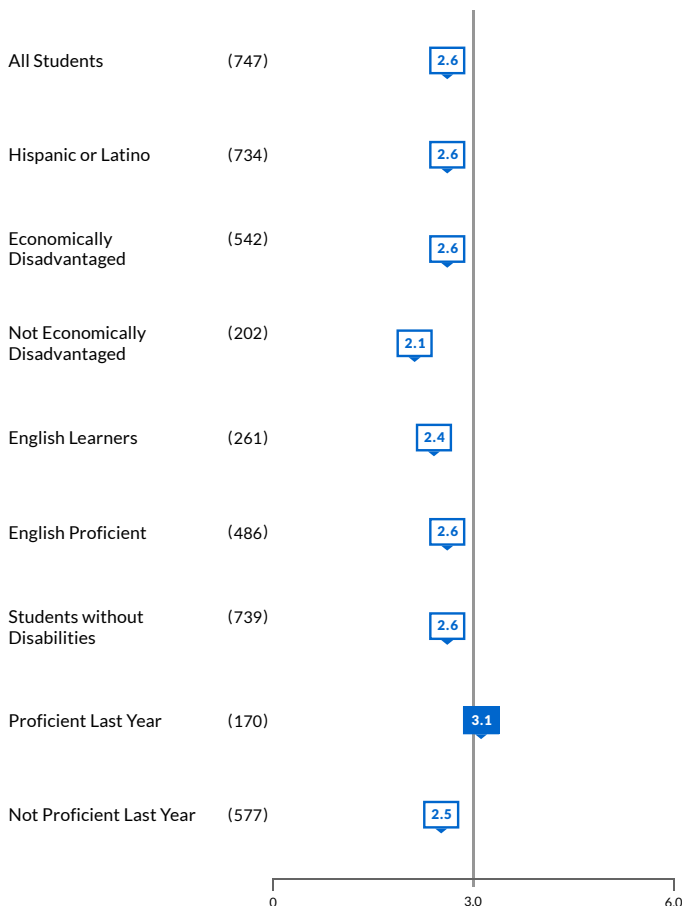 All Students (747) 2.6
Hispanic or Latino (734) 2.6
Economically (542)
Disadvantaged
2.6
Not Economically (202)
Disadvantaged
2.1
English Learners (261) 2.4
English Proficient (486) 2.6
Students without (739)
Disabilities
2.6
Proficient Last Year (170) 3.1
Not Proficient Last Year (577) 2.5
0 3.0 6.0